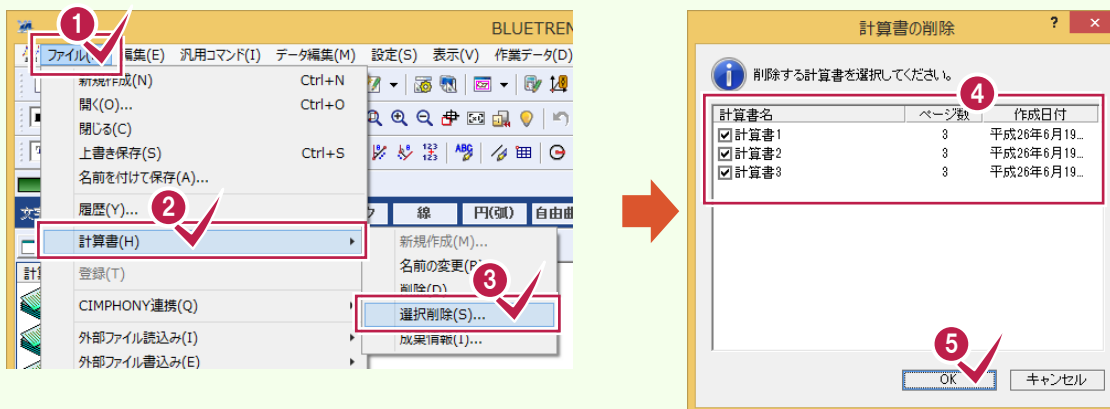 BLUETREN
1
ファイル 編集(E) 汎用コマンド(I) データ編集(M) 設定(S) 表示(V) 作業データ(D)
新規作成(N) Ctrl+N
開く(O)... Ctrl+O
閉じる(C)
上書き保存(S) Ctrl+S
名前を付けて保存(A)...
履歴(Y)...
2
線 円(弧) 自由曲
計算書(H)
登録(T)
CIMPHONY連携(Q)
外部ファイル読込み(I)
外部ファイル書込み(E)
新規作成(M)...
名前の変更(R)
3
削除(D)
選択削除(S)...
成果情報(I)...
計算書の削除
?
削除する計算書を選択してください。
4
計算書名 ページ数 作成日付
計算書1 3 平成26年6月19...
計算書2 3 平成26年6月19...
計算書3 3 平成26年6月19...
5
OK キャンセル